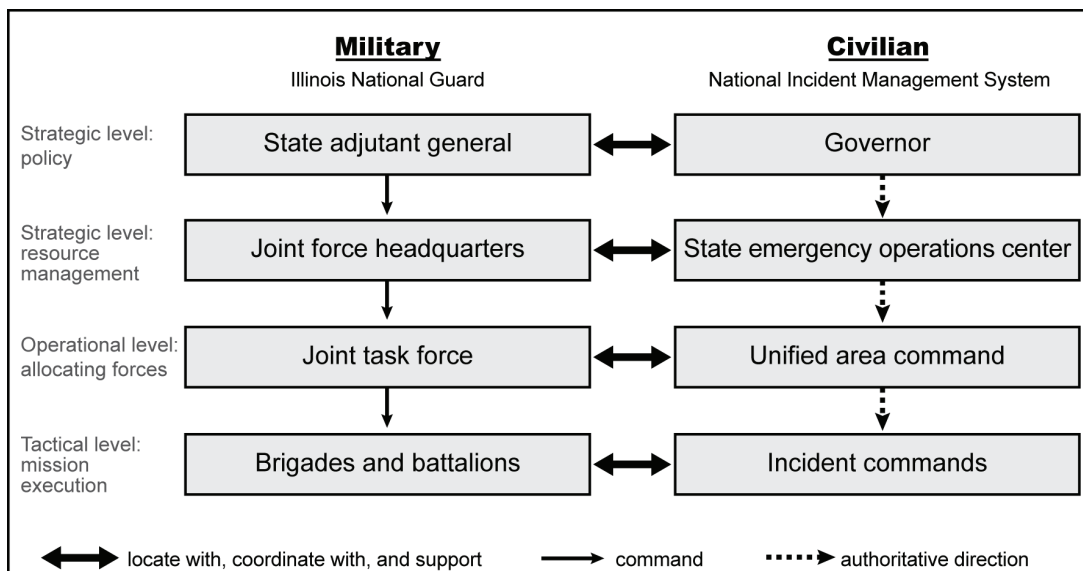 Military
Illinois National Guard
Civilian
National Incident Management System
Strategic level:
policy
State adjutant general
Governor
Strategic level:
resource
management
Joint force headquarters
State emergency operations center
Operational level:
allocating forces
Joint task force
Unified area command
Tactical level:
mission
execution
Brigades and battalions
Incident commands
locate with, coordinate with, and support
command
authoritative direction